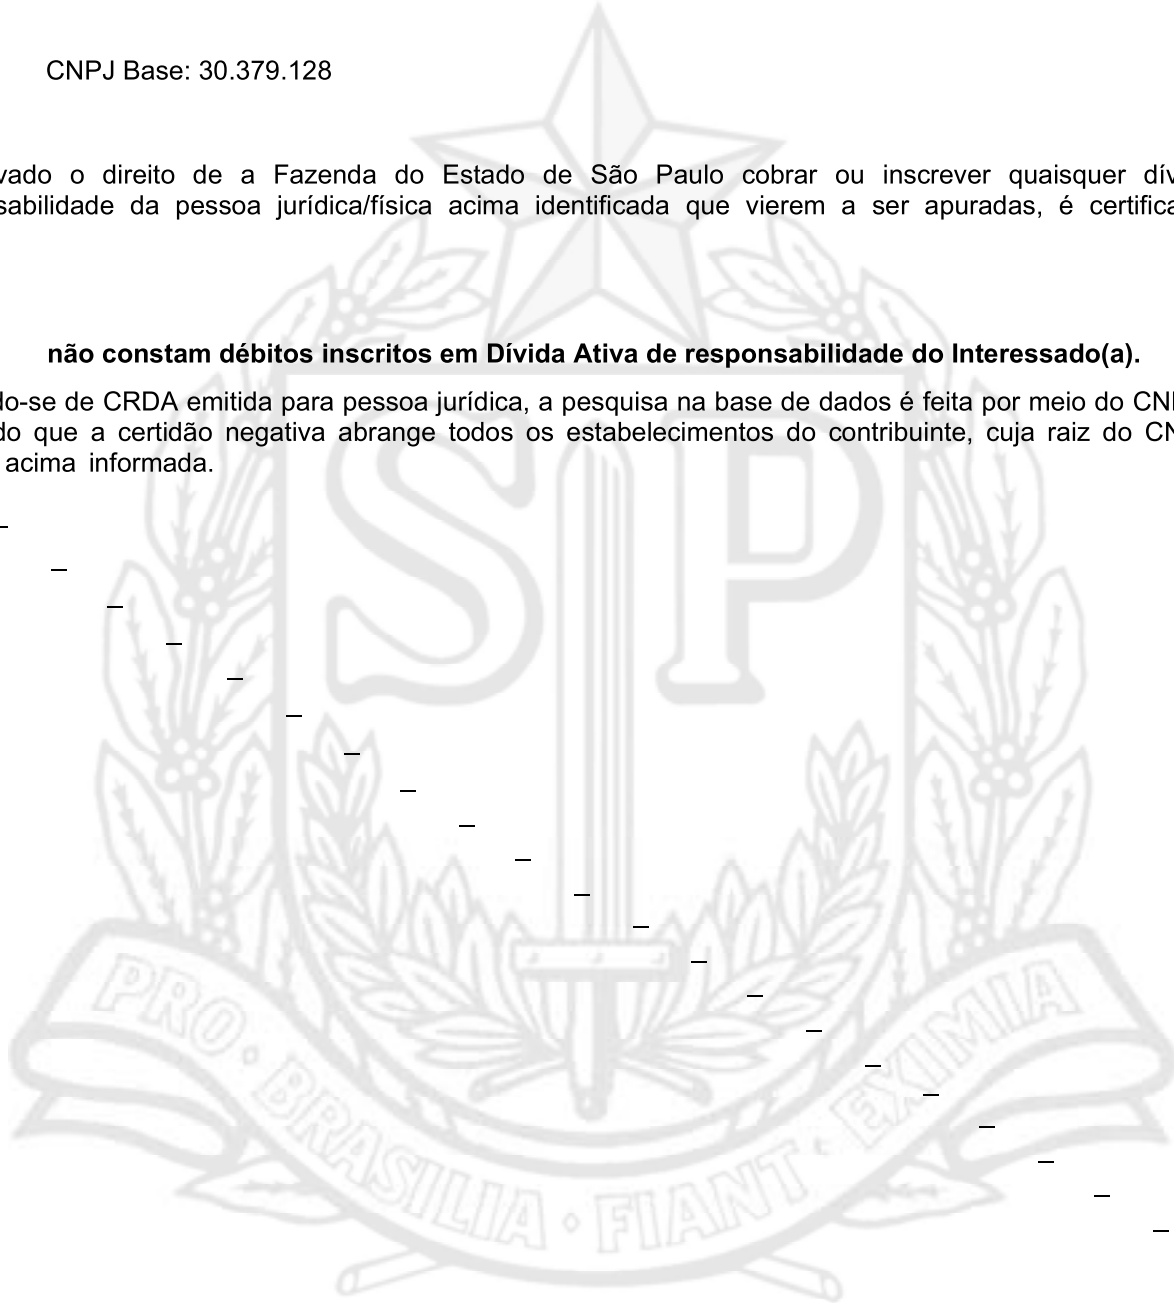 CNPJ Base: 30.379.128
vado o direito de a Fazenda do Estado de São Paulo cobrar ou inscrever quaisquer dív
sabilidade da pessoa jurídica/física acima identificada que vierem a ser apuradas, é certifica
não constam débitos inscritos em Dívida Ativa de responsabilidade do Interessado(a).
do-se de CRDA emitida para pessoa jurídica, a pesquisa na base de dados é feita por meio do CN
do que a certidão negativa abrange todos os estabelecimentos do contribuinte, cuja raiz do CN
acima informada.
SP
PRO · BRASILIA · FIANT · EXIMIA